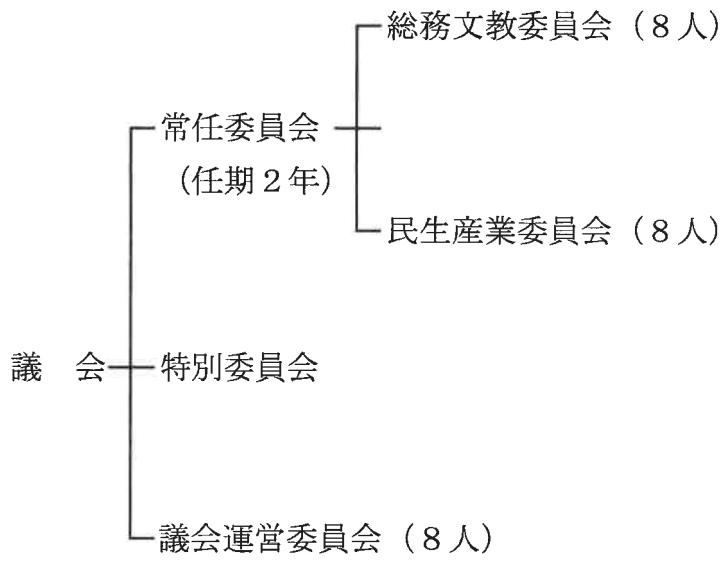 総務文教委員会（８人）
常任委員会
（任期２年）
民生産業委員会（８人）
議　会
特別委員会
議会運営委員会（８人）